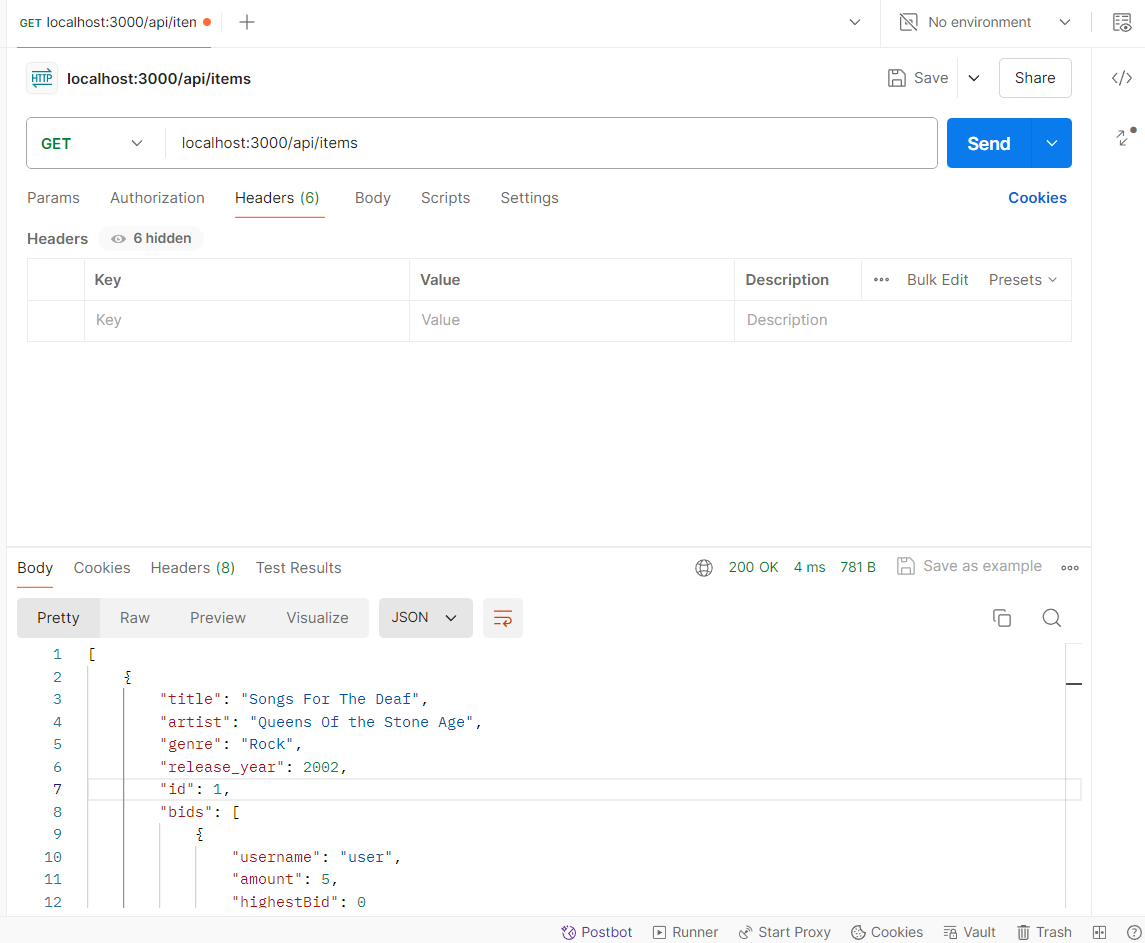 GET localhost:3000/api/iten
No environment
HTTP localhost:3000/api/items
Save
Share
GET
localhost:3000/api/items
Send
Params Authorization Headers (6) Body Scripts Settings Cookies
Headers 6 hidden
Key Value Description ••• Bulk Edit Presets
Key Value Description
Body Cookies Headers (8) Test Results 200 OK 4 ms 781 B Save as example
Pretty Raw Preview Visualize JSON
1 [
2 {
3 "title": "Songs For The Deaf",
4 "artist": "Queens Of the Stone Age",
5 "genre": "Rock",
6 "release_year": 2002,
7 "id": 1,
8 "bids": [
9 {
10 "username": "user",
11 "amount": 5,
12 "highestBid": 0
Postbot Runner Start Proxy Cookies Vault Trash